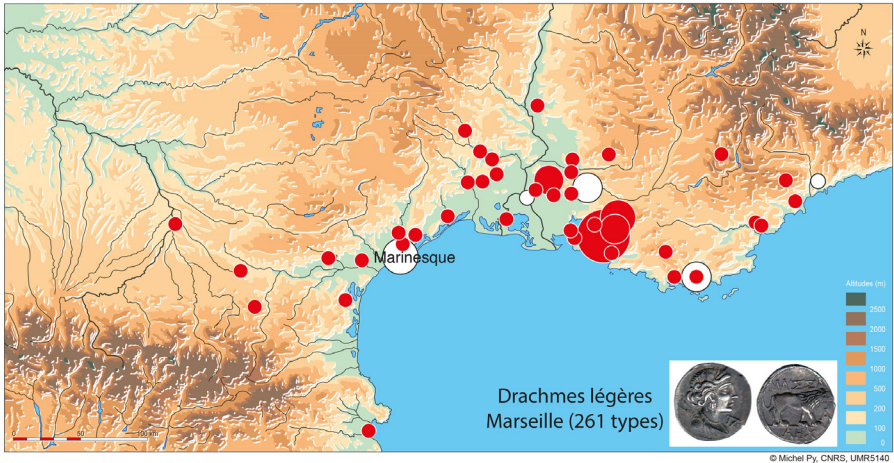 N
Marinesque
Altitudes (m)
2500
2000
1500
1000
500
200
100
0
Drachmes légères
Marseille (261 types)
0 50 100 km
© Michel Py, CNRS, UMR5140